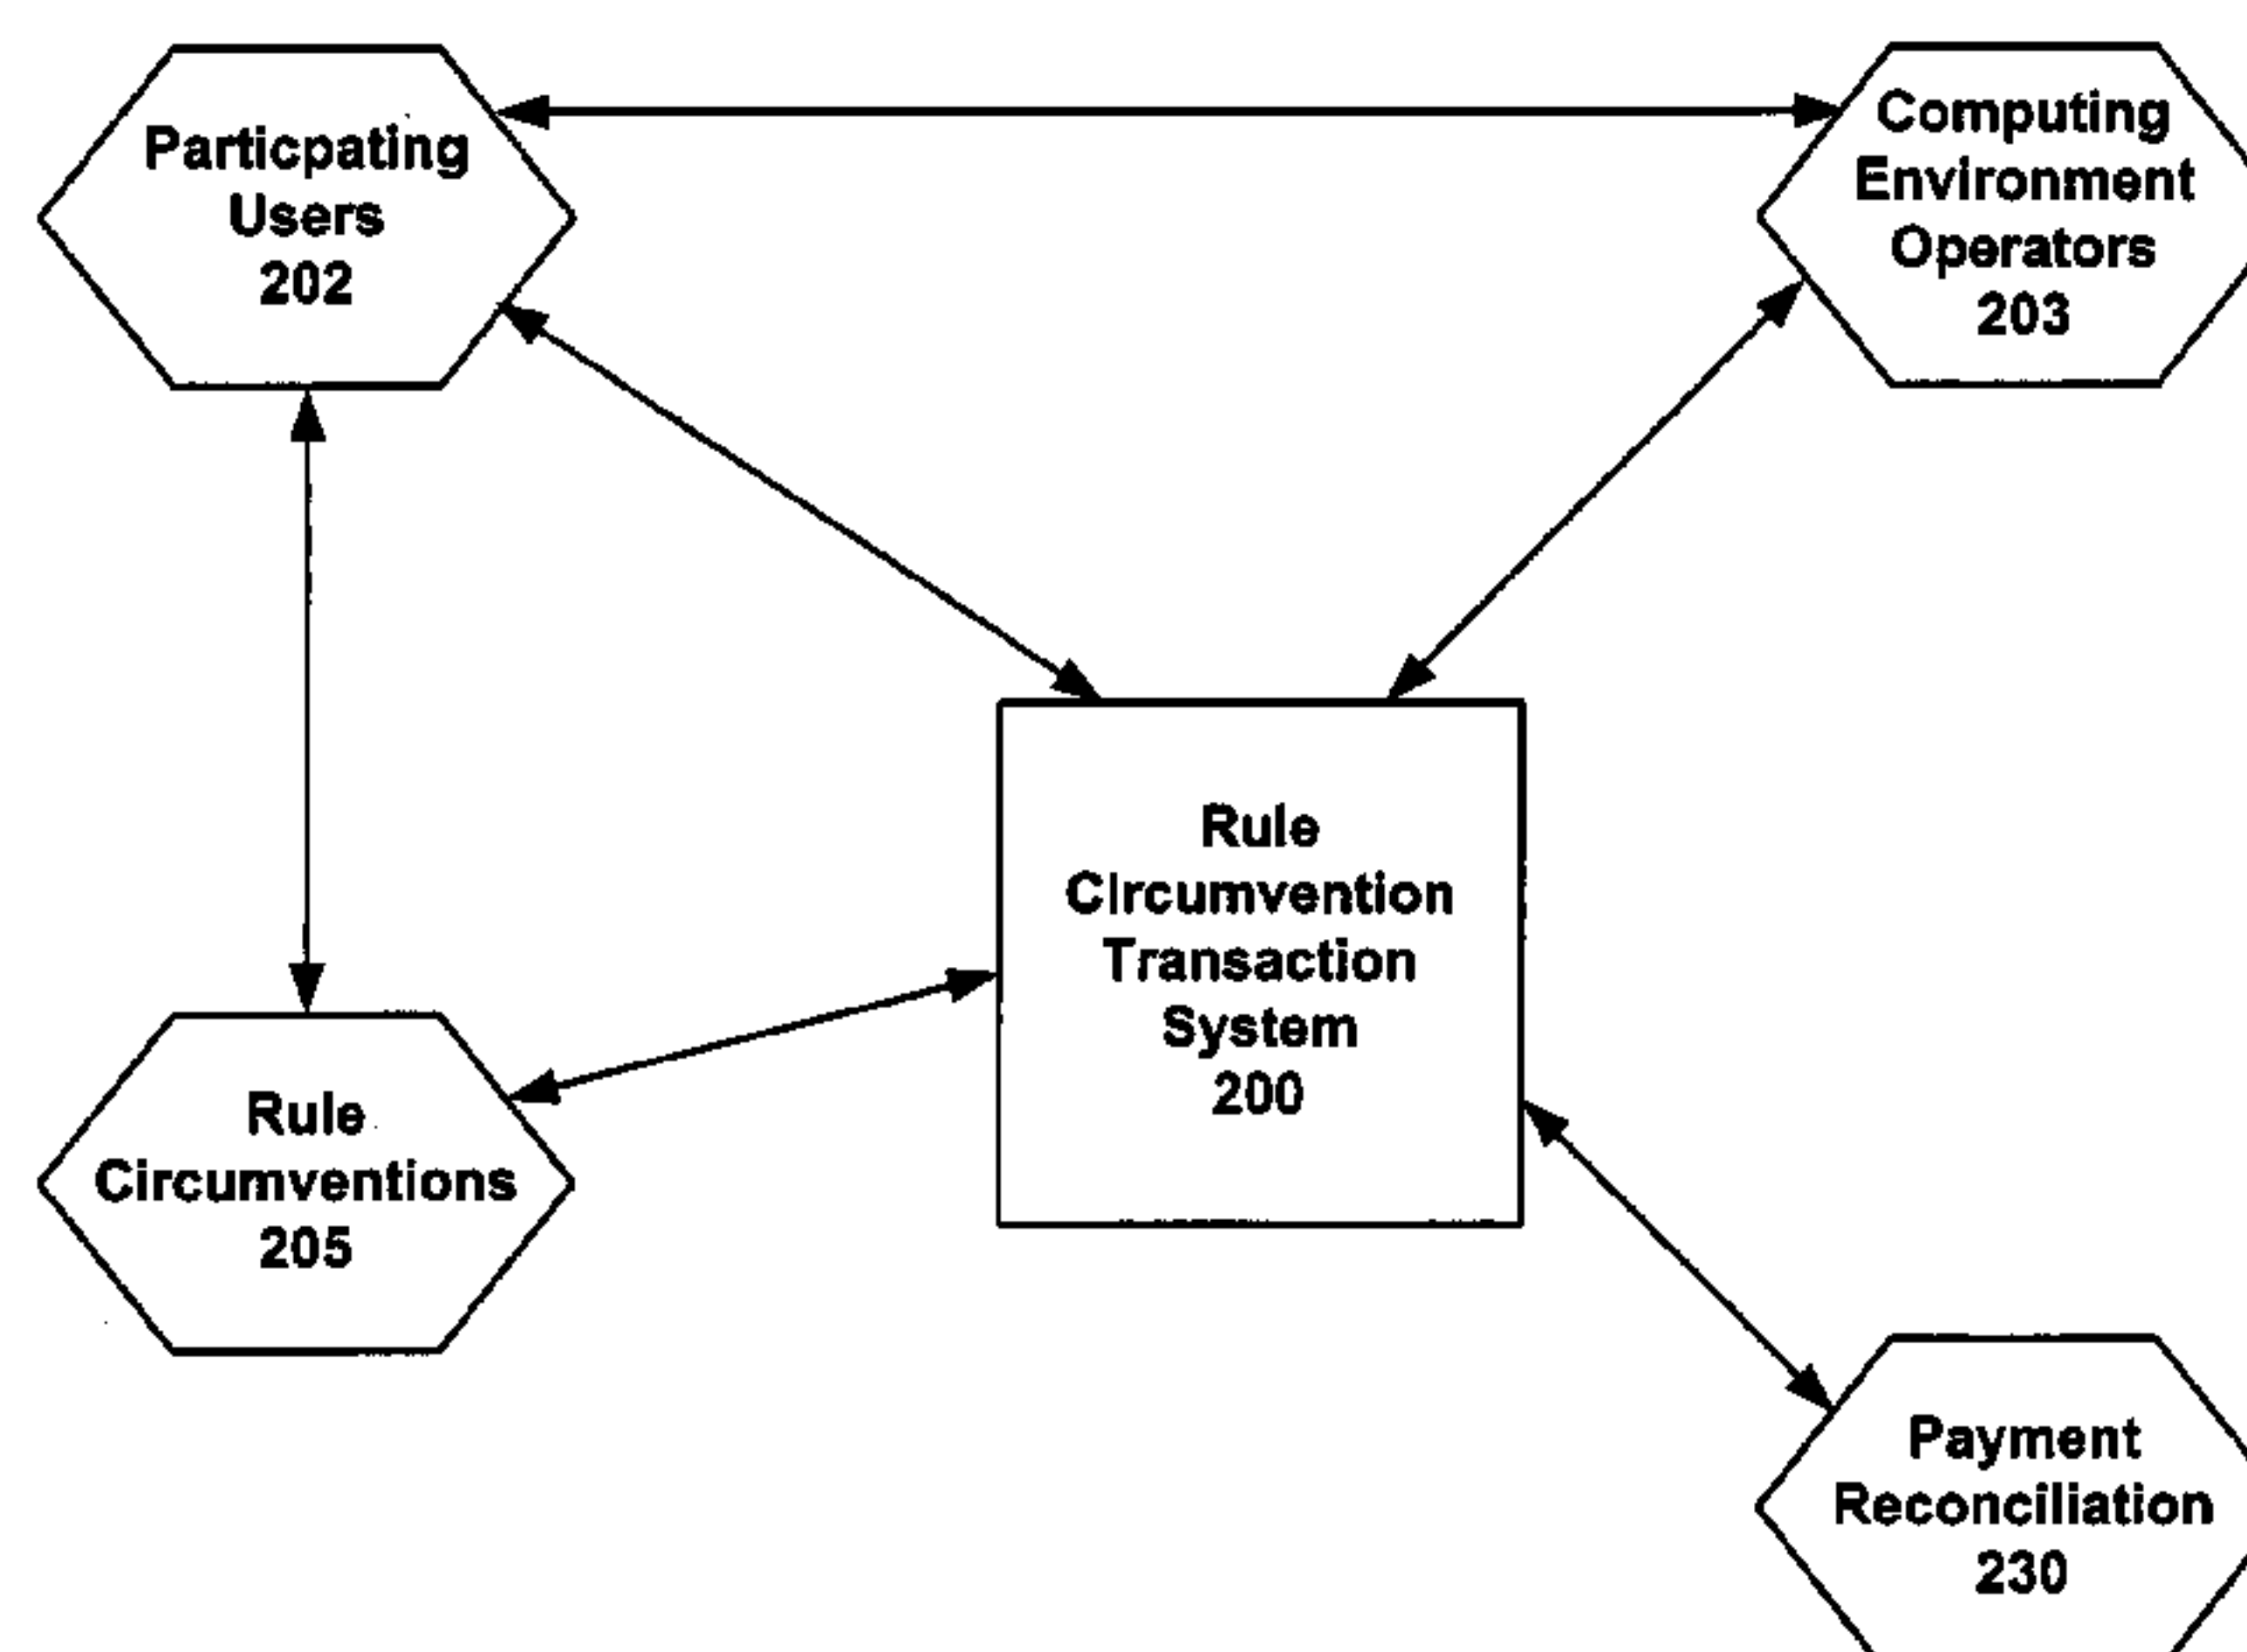 Particpating
Users
202
Computing
Environment
Operators
203
Rule
Circumvention
Transaction
System
200
Rule
Circumventions
205
Payment
Reconciliation
230